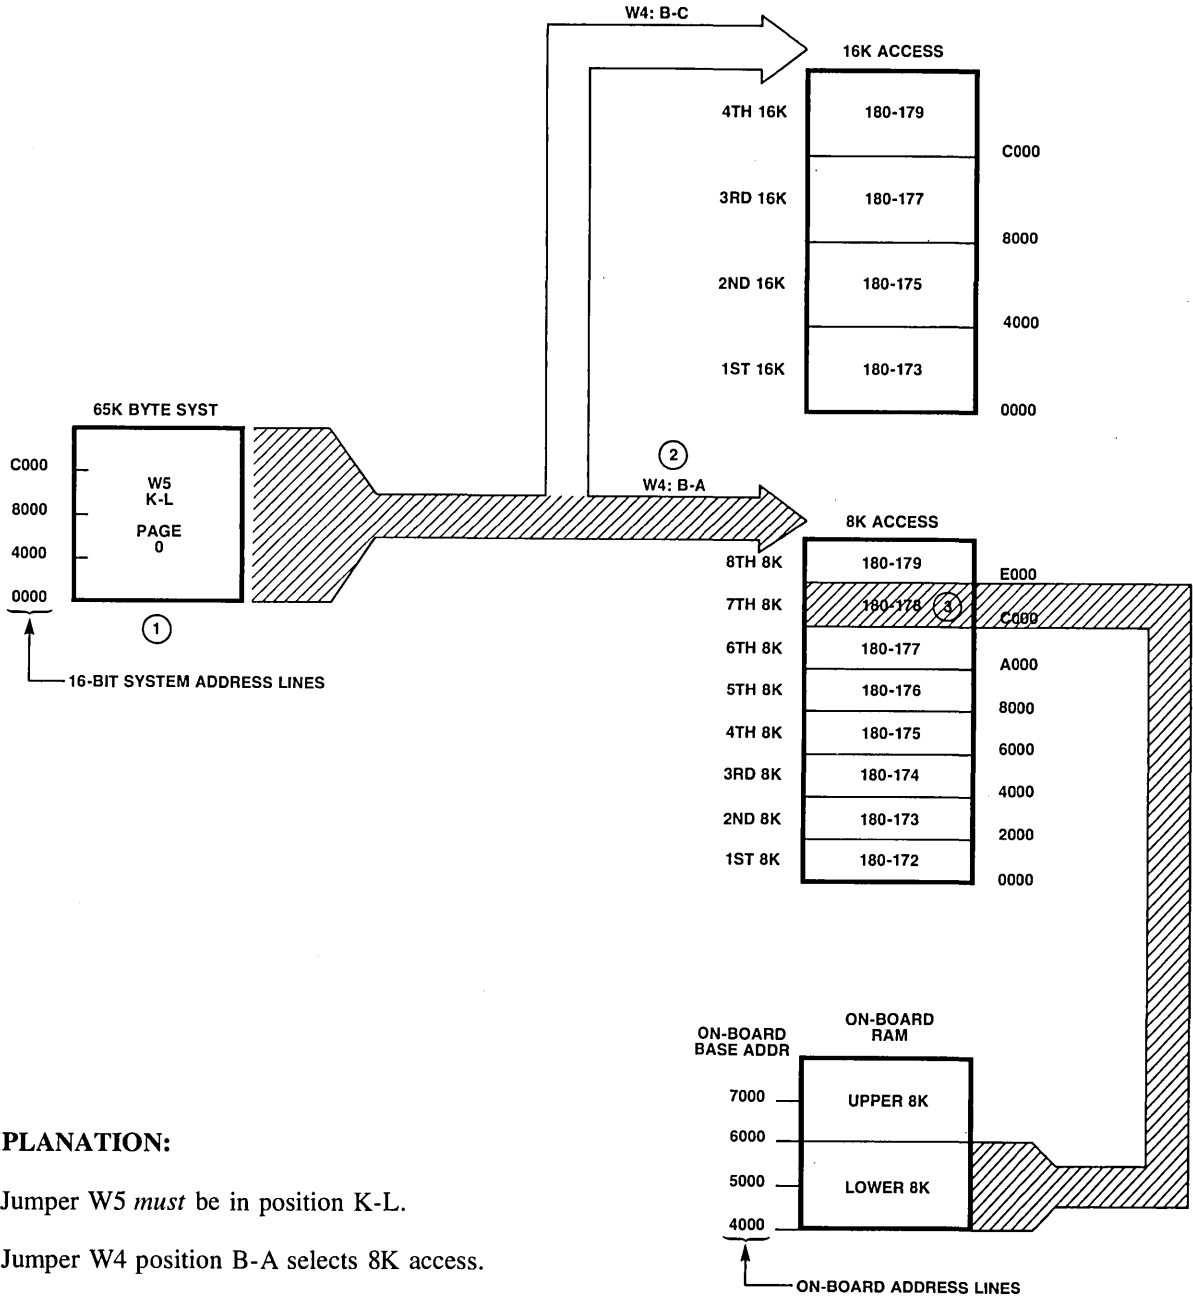 W4: B-C
16K ACCESS
4TH 16K
180-179
C000
3RD 16K
180-177
8000
2ND 16K
180-175
4000
1ST 16K
180-173
0000
65K BYTE SYST
C000
8000
4000
0000
W5
K-L
PAGE
0
1
16-BIT SYSTEM ADDRESS LINES
2
W4: B-A
8K ACCESS
8TH 8K
180-179
E000
7TH 8K
180-178
3
C000
6TH 8K
180-177
A000
5TH 8K
180-176
8000
4TH 8K
180-175
6000
3RD 8K
180-174
4000
2ND 8K
180-173
2000
1ST 8K
180-172
0000
ON-BOARD
BASE ADDR
ON-BOARD
RAM
7000
UPPER 8K
6000
5000
LOWER 8K
4000
ON-BOARD ADDRESS LINES
PLANATION:
Jumper W5 must be in position K-L.
Jumper W4 position B-A selects 8K access.